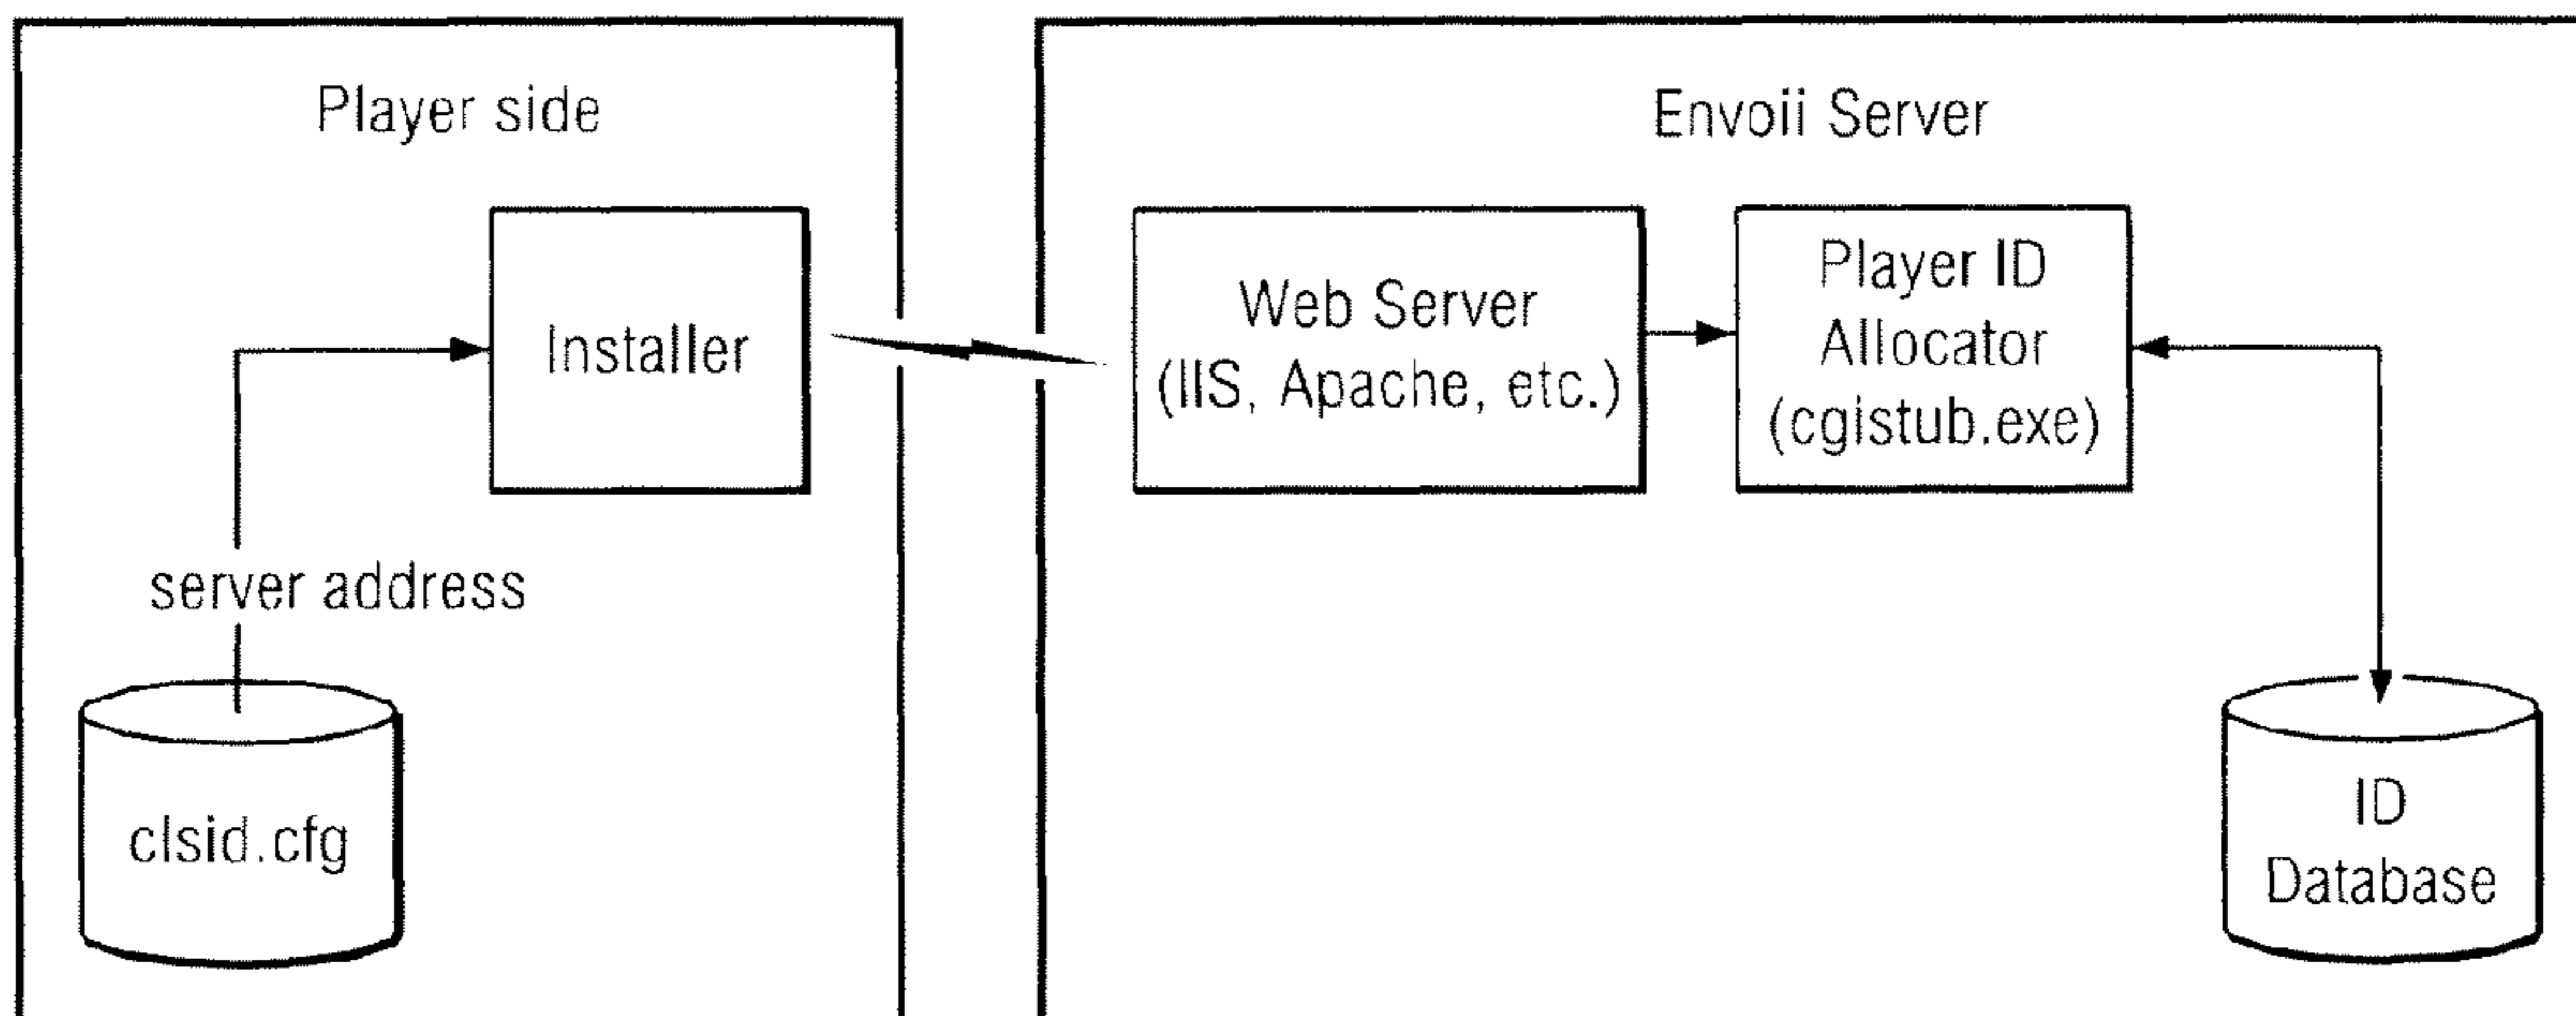 Player side
Installer
server address
clsid.cfg
Envoii Server
Web Server
(IIS, Apache, etc.)
Player ID
Allocator
(cgistub.exe)
ID
Database